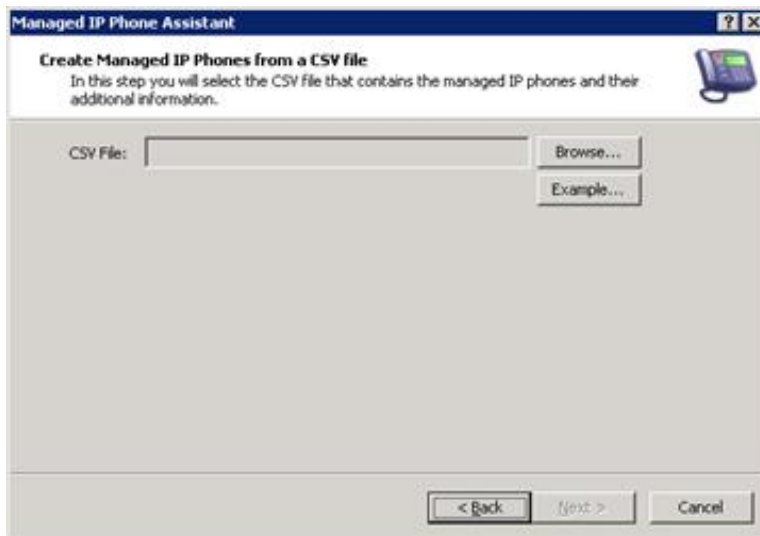 Managed IP Phone Assistant
Create Managed IP Phones from a CSV file
In this step you will select the CSV file that contains the managed IP phones and their
additional information.
CSV File:
Browse...
Example...
< Back
Next >
Cancel